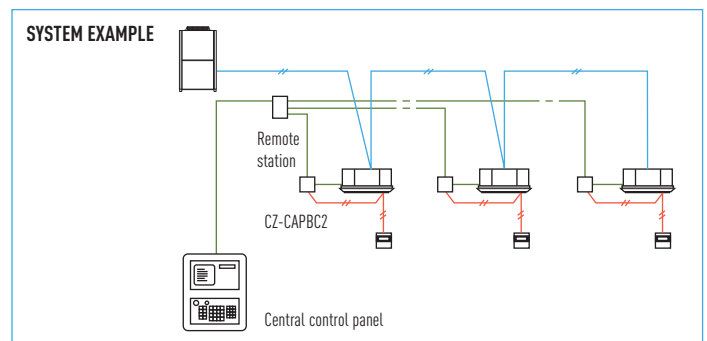 SYSTEM EXAMPLE
Remote
station
CZ-CAPBC2
Central control panel